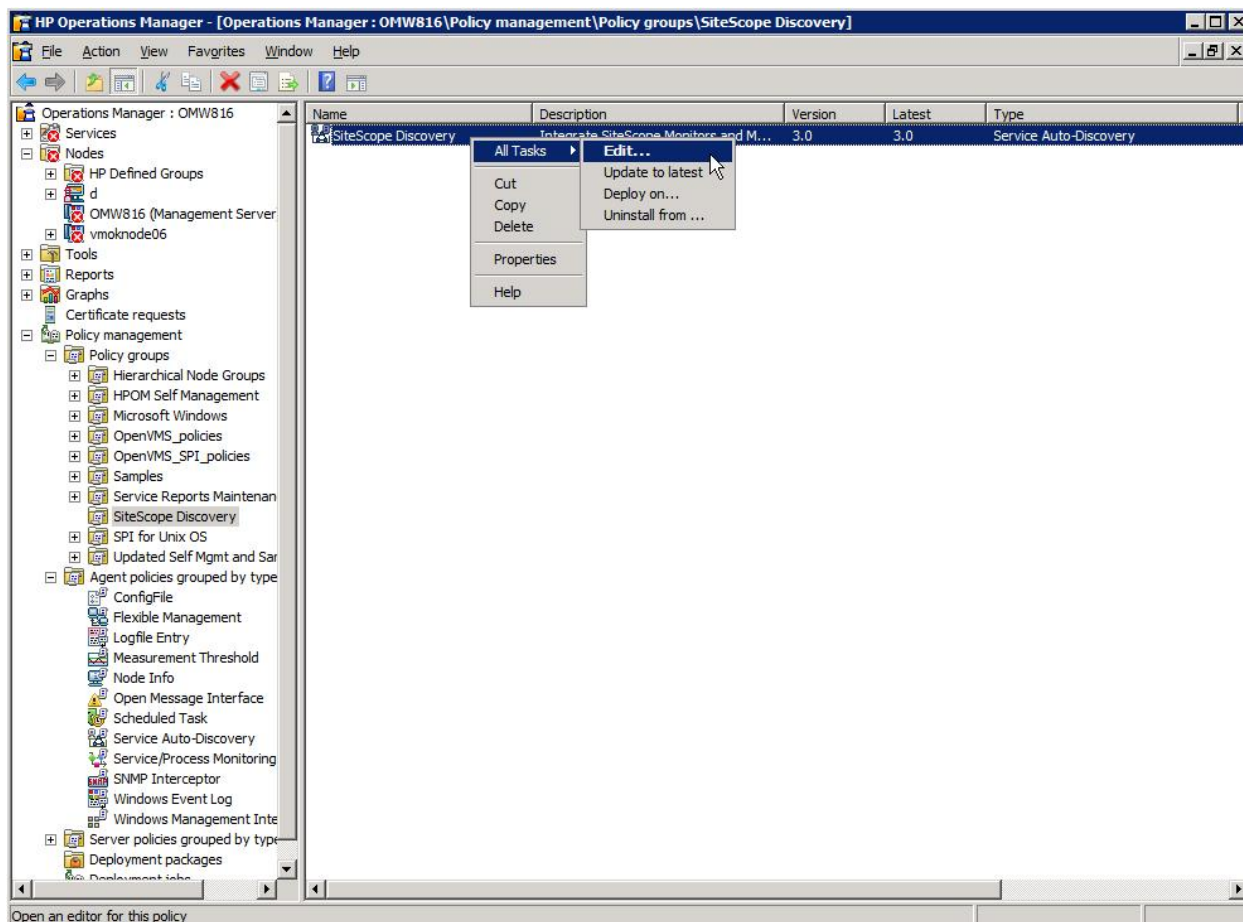 HP Operations Manager - [Operations Manager : OMW816\Policy management\Policy groups\SiteScope Discovery]
File Action View Favorites Window Help
Operations Manager : OMW816
Services
Nodes
HP Defined Groups
d
OMW816 (Management Server
vmoknode06
Tools
Reports
Graphs
Certificate requests
Policy management
Policy groups
Hierarchical Node Groups
HPOM Self Management
Microsoft Windows
OpenVMS_policies
OpenVMS_SPI_policies
Samples
Service Reports Maintenan
SiteScope Discovery
SPI for Unix OS
Updated Self Mgmt and Sar
Agent policies grouped by type
ConfigFile
Flexible Management
Logfile Entry
Measurement Threshold
Node Info
Open Message Interface
Scheduled Task
Service Auto-Discovery
Service/Process Monitoring
SNMP Interceptor
Windows Event Log
Windows Management Inte
Server policies grouped by type
Deployment packages
Deployment jobs
Name Description Version Latest Type
SiteScope Discovery Integrate SiteScope Monitors and M... 3.0 3.0 Service Auto-Discovery
All Tasks
Cut
Copy
Delete
Properties
Help
Edit...
Update to latest
Deploy on...
Uninstall from ...
Open an editor for this policy